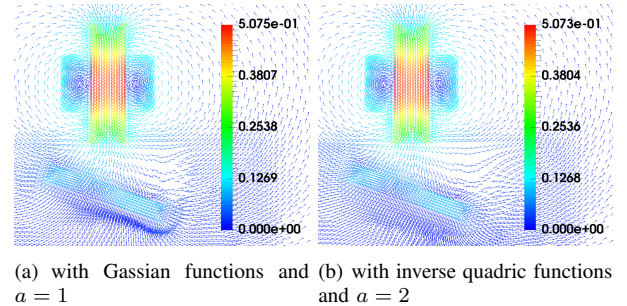 5.075e-01
0.3807
0.2538
0.1269
0.000e+00
5.073e-01
0.3804
0.2536
0.1268
0.000e+00
(a) with Gassian functions and
a = 1
(b) with inverse quadric functions
and a = 2